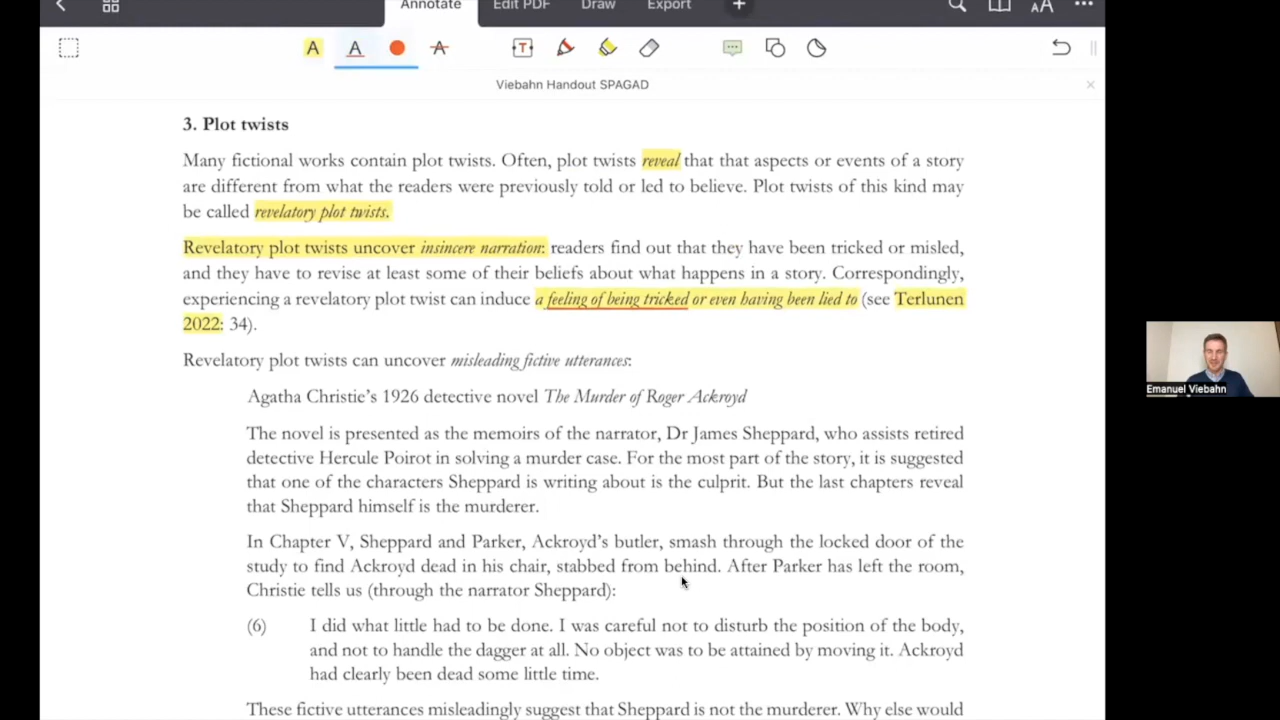 Annotate Edit PDF Draw Export +
Viebahn Handout SPAGAD
3. Plot twists
Many fictional works contain plot twists. Often, plot twists reveal that that aspects or events of a story
are different from what the readers were previously told or led to believe. Plot twists of this kind may
be called revelatory plot twists.
Revelatory plot twists uncover insincere narration: readers find out that they have been tricked or misled,
and they have to revise at least some of their beliefs about what happens in a story. Correspondingly,
experiencing a revelatory plot twist can induce a feeling of being tricked or even having been lied to (see Terlunen
2022: 34).
Revelatory plot twists can uncover misleading fictive utterances:
Agatha Christie's 1926 detective novel The Murder of Roger Ackroyd
The novel is presented as the memoirs of the narrator, Dr James Sheppard, who assists retired
detective Hercule Poirot in solving a murder case. For the most part of the story, it is suggested
that one of the characters Sheppard is writing about is the culprit. But the last chapters reveal
that Sheppard himself is the murderer.
In Chapter V, Sheppard and Parker, Ackroyd's butler, smash through the locked door of the
study to find Ackroyd dead in his chair, stabbed from behind. After Parker has left the room,
Christie tells us (through the narrator Sheppard):
(6) I did what little had to be done. I was careful not to disturb the position of the body,
and not to handle the dagger at all. No object was to be attained by moving it. Ackroyd
had clearly been dead some little time.
These fictive utterances misleadingly suggest that Sheppard is not the murderer. Why else would
Emanuel Viebahn